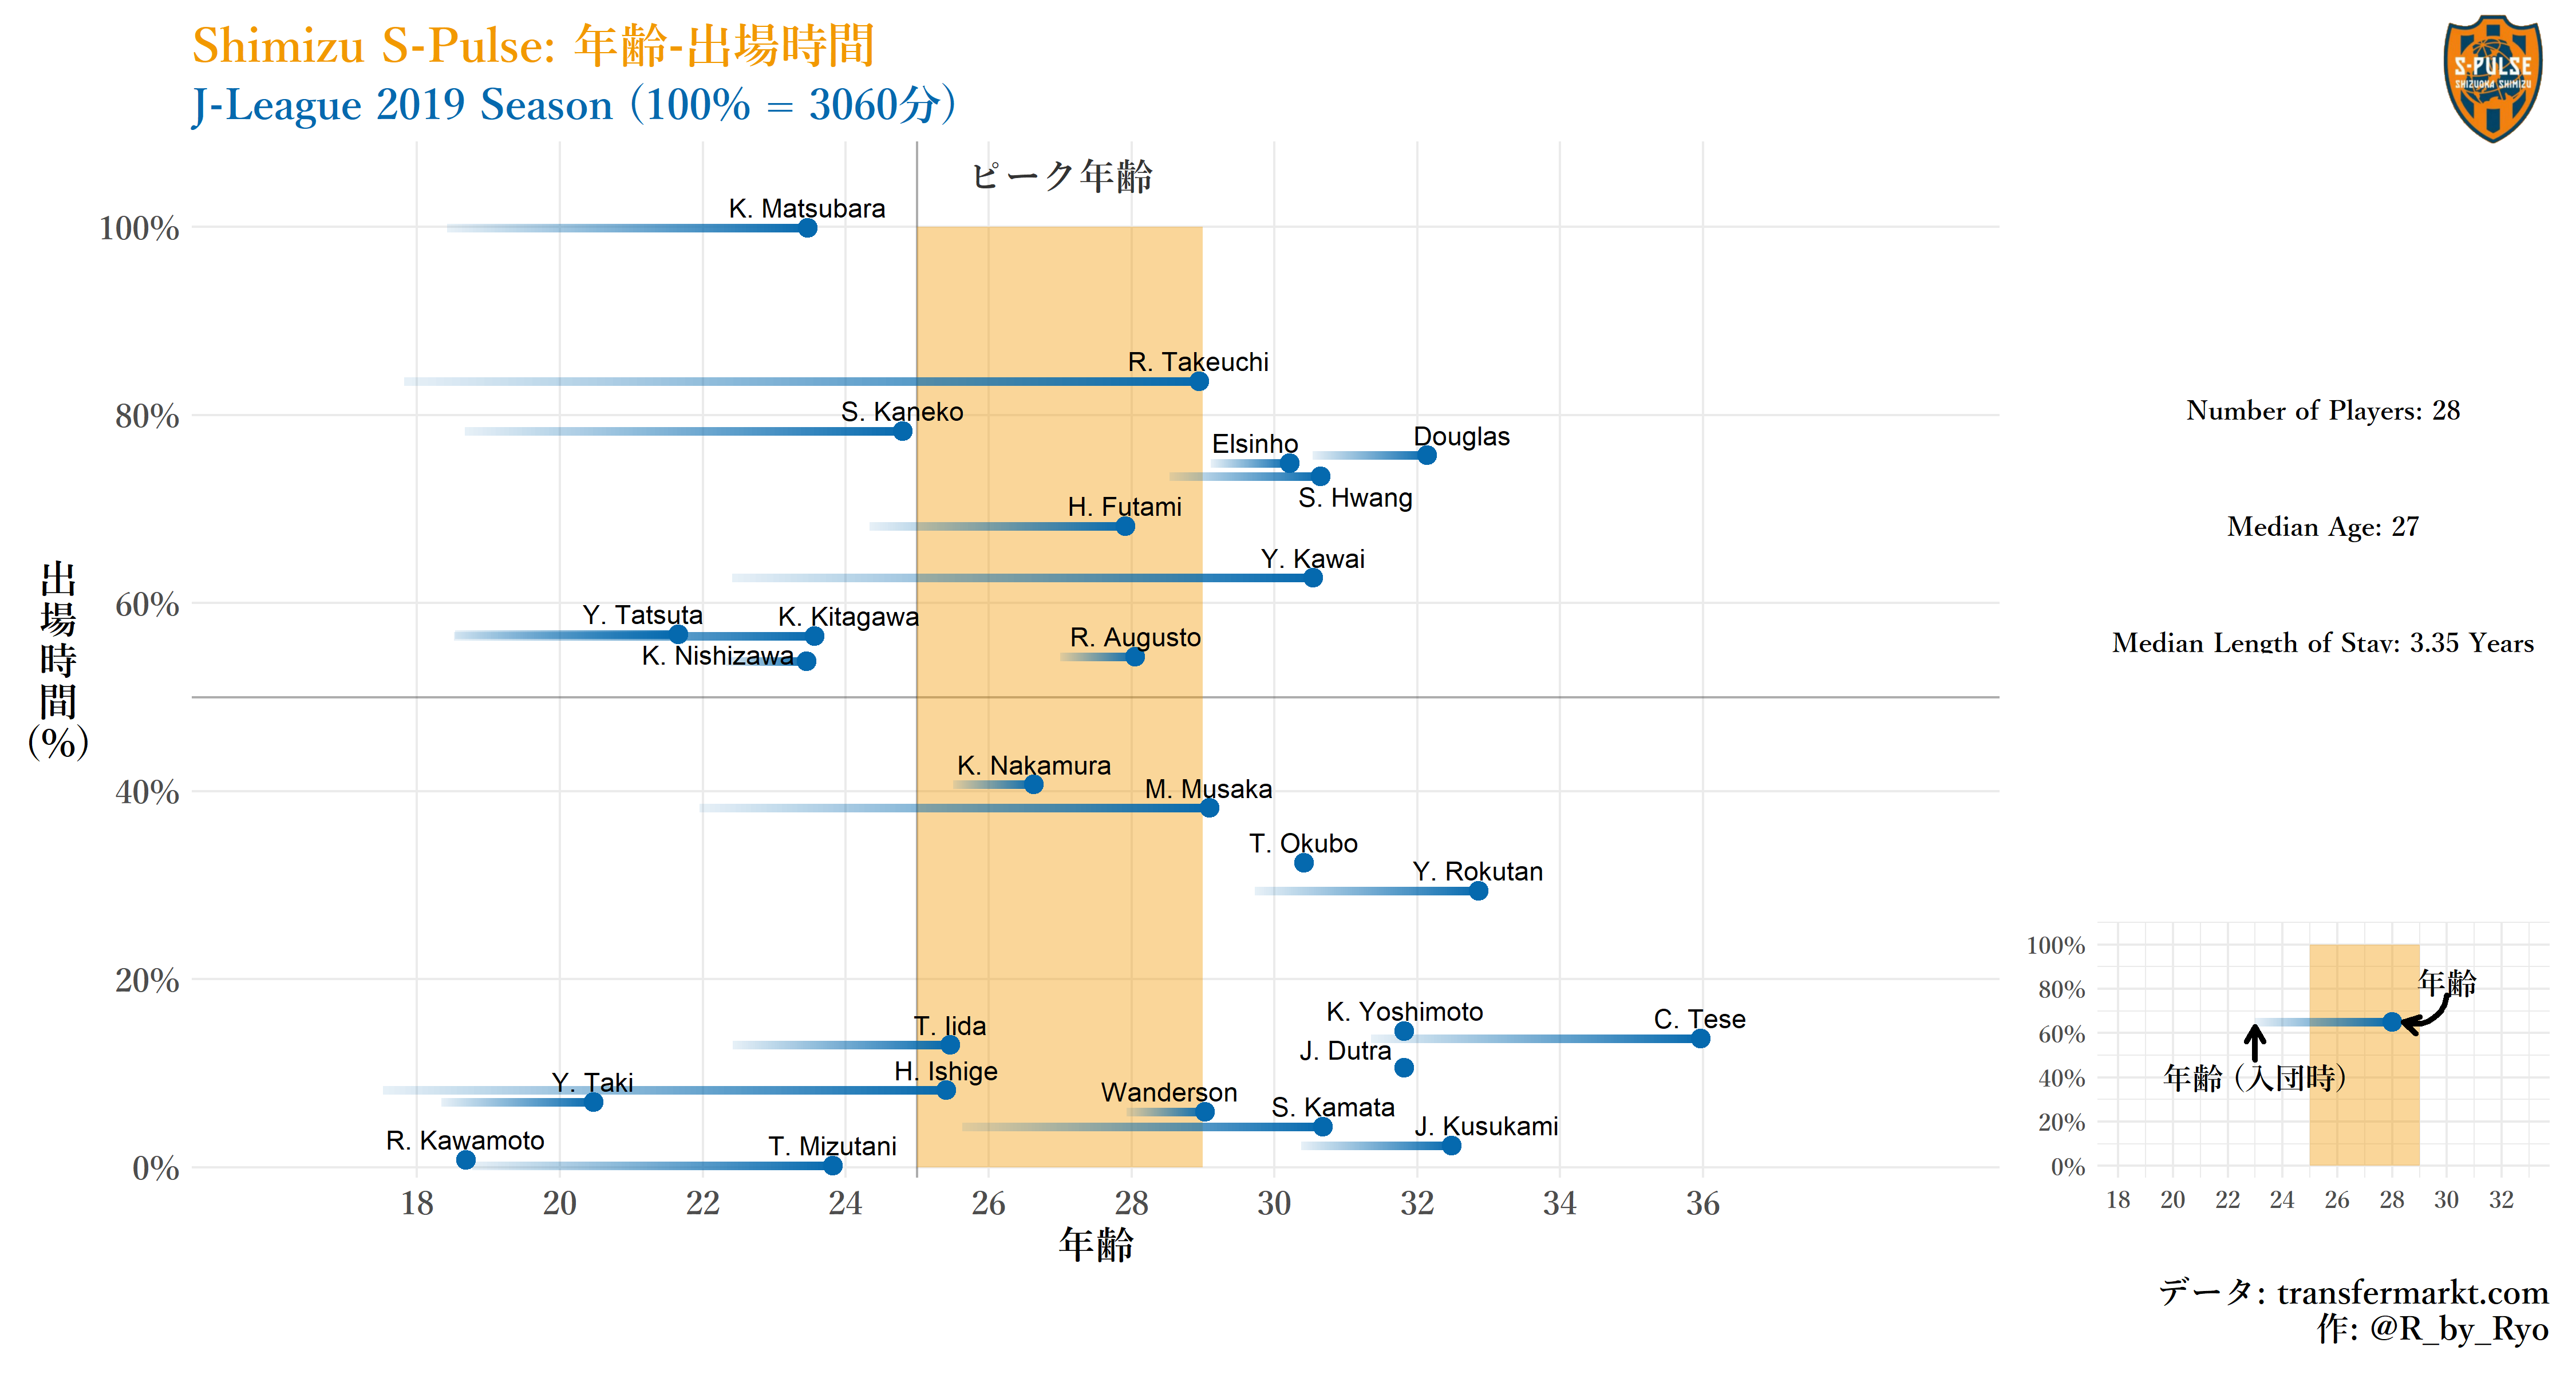 Shimizu S-Pulse: 年齢-出場時間
J-League 2019 Season (100% = 3060分)
S-PULSE
SHIZUOKA SHIMIZU
ピーク年齢
出場時間(%)
100%
80%
60%
40%
20%
0%
K. Matsubara
R. Takeuchi
S. Kaneko
Elsinho
Douglas
S. Hwang
H. Futami
Y. Kawai
Y. Tatsuta
K. Kitagawa
K. Nishizawa
R. Augusto
K. Nakamura
M. Musaka
T. Okubo
Y. Rokutan
K. Yoshimoto
C. Tese
T. Iida
J. Dutra
H. Ishige
Y. Taki
Wanderson
S. Kamata
J. Kusukami
R. Kawamoto
T. Mizutani
18 20 22 24 26 28 30 32 34 36
年齢
Number of Players: 28
Median Age: 27
Median Length of Stay: 3.35 Years
100%
80%
60%
40%
20%
0%
年齢
年齢 (入団時)
18 20 22 24 26 28 30 32
データ: transfermarkt.com
作: @R_by_Ryo